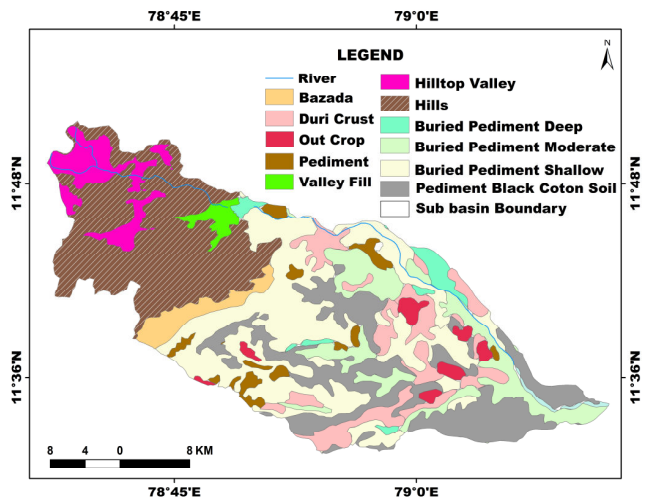 78°45'E 79°0'E
N
LEGEND
River
Bazada
Duri Crust
Out Crop
Pediment
Valley Fill
Hilltop Valley
Hills
Buried Pediment Deep
Buried Pediment Moderate
Buried Pediment Shallow
Pediment Black Coton Soil
Sub basin Boundary
11°48'N 11°48'N
11°36'N 11°36'N
8 4 0 8 KM
78°45'E 79°0'E